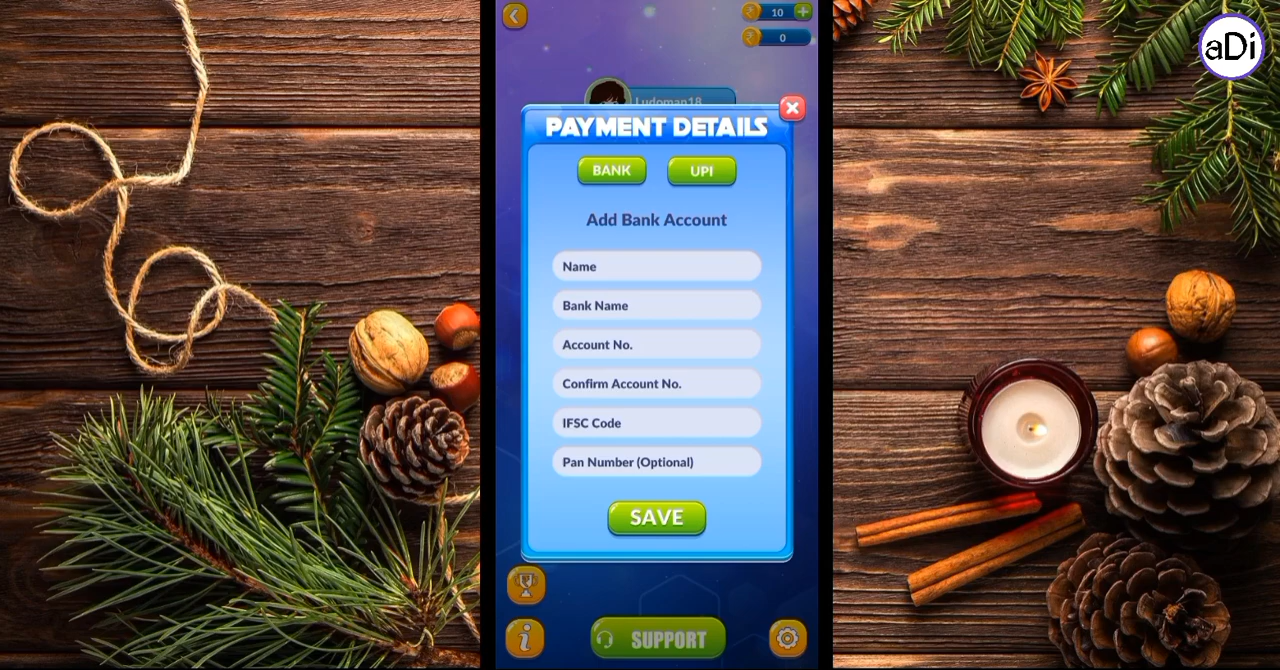 10
0
aDi
Ludoman18
PAYMENT DETAILS
BANK
UPI
Add Bank Account
Name
Bank Name
Account No.
Confirm Account No.
IFSC Code
Pan Number (Optional)
SAVE
SUPPORT